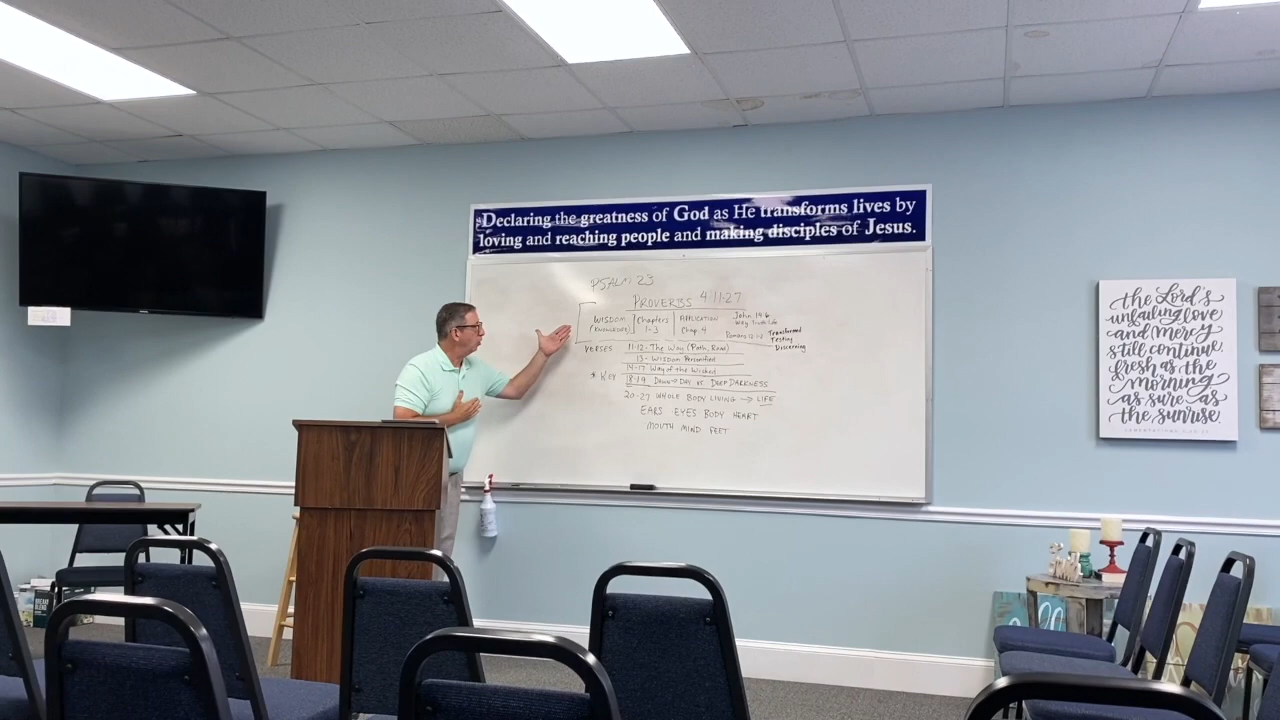 Declaring the greatness of God as He transforms lives by
loving and reaching people and making disciples of Jesus.
PSALM 23
PROVERBS 4 11-27
WISDOM
(KNOWLEDGE)
Chapters
1-3
APPLICATION
Chap. 4
John 14:6
Way Truth Life
Romans 12:1-2
Transformed
Testing
Discerning
VERSES
11-12 - The Way (Path, Road)
13 - Wisdom Personified
14-17 Way of the Wicked
* KEY
18-19 DAWN → DAY vs. DEEP DARKNESS
20-27 WHOLE BODY LIVING → LIFE
EARS EYES BODY HEART
MOUTH MIND FEET
the Lord's
unfailing love
and mercy
still continue,
fresh as the
morning
as sure as
the sunrise.
BREAK